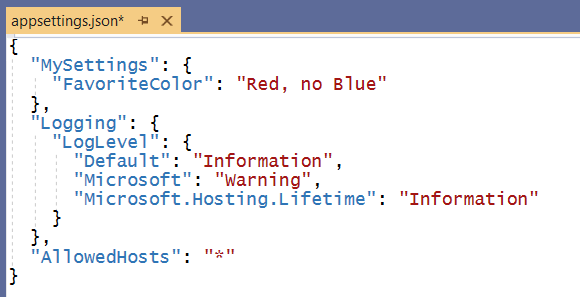 appsettings.json*
{
  "MySettings": {
    "FavoriteColor": "Red, no Blue"
  },
  "Logging": {
    "LogLevel": {
      "Default": "Information",
      "Microsoft": "Warning",
      "Microsoft.Hosting.Lifetime": "Information"
    }
  },
  "AllowedHosts": "*"
}